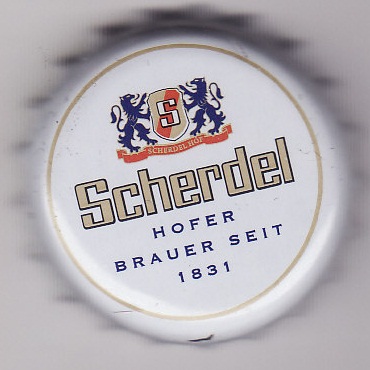 S
SCHERDEL HOF
Scherdel
HOFER
BRAUER SEIT
1831